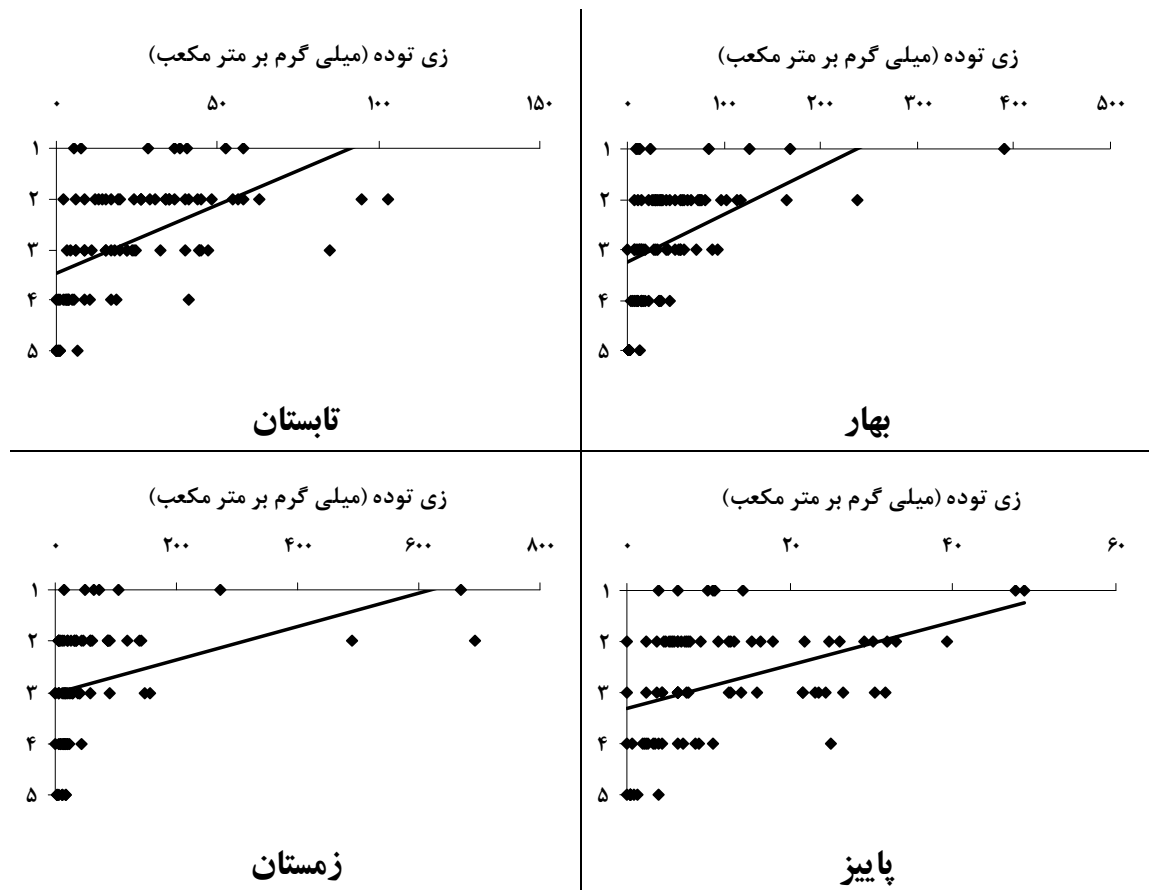 زی توده (میلی گرم بر متر مکعب)
۰ ۱۰۰ ۲۰۰ ۳۰۰ ۴۰۰ ۵۰۰
۱
۲
۳
۴
۵
بهار
زی توده (میلی گرم بر متر مکعب)
۰ ۵۰ ۱۰۰ ۱۵۰
۱
۲
۳
۴
۵
تابستان
زی توده (میلی گرم بر متر مکعب)
۰ ۲۰ ۴۰ ۶۰
۱
۲
۳
۴
۵
پاییز
زی توده (میلی گرم بر متر مکعب)
۰ ۲۰۰ ۴۰۰ ۶۰۰ ۸۰۰
۱
۲
۳
۴
۵
زمستان